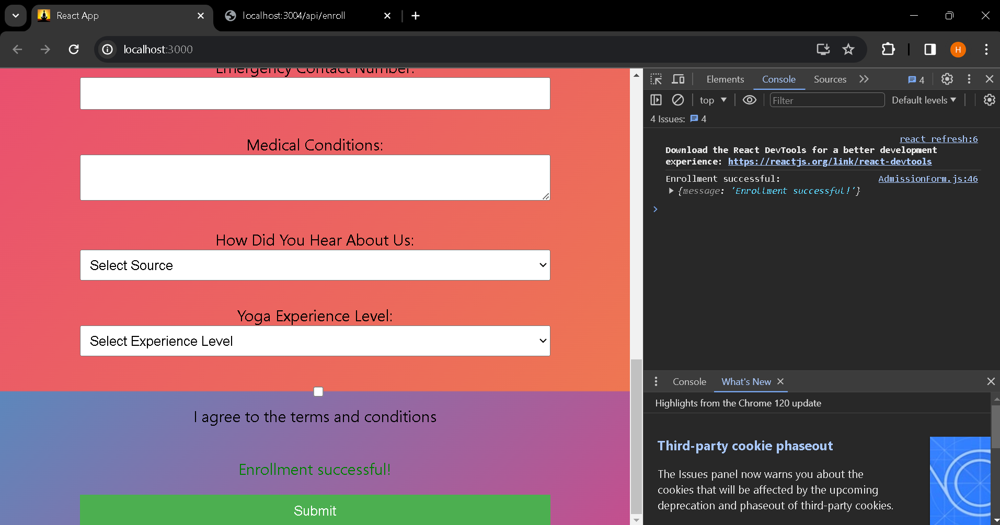 React App
localhost:3004/api/enroll
localhost:3000
H
Emergency Contact Number:
Medical Conditions:
How Did You Hear About Us:
Select Source
Yoga Experience Level:
Select Experience Level
I agree to the terms and conditions
Enrollment successful!
Submit
Elements
Console
Sources
4
top
Filter
Default levels
4 Issues:
4
react refresh:6
Download the React DevTools for a better development
experience: https://reactjs.org/link/react-devtools
Enrollment successful:
AdmissionForm.js:46
{message: 'Enrollment successful!'}
Console
What's New
Highlights from the Chrome 120 update
Third-party cookie phaseout
The Issues panel now warns you about the
cookies that will be affected by the upcoming
deprecation and phaseout of third-party cookies.